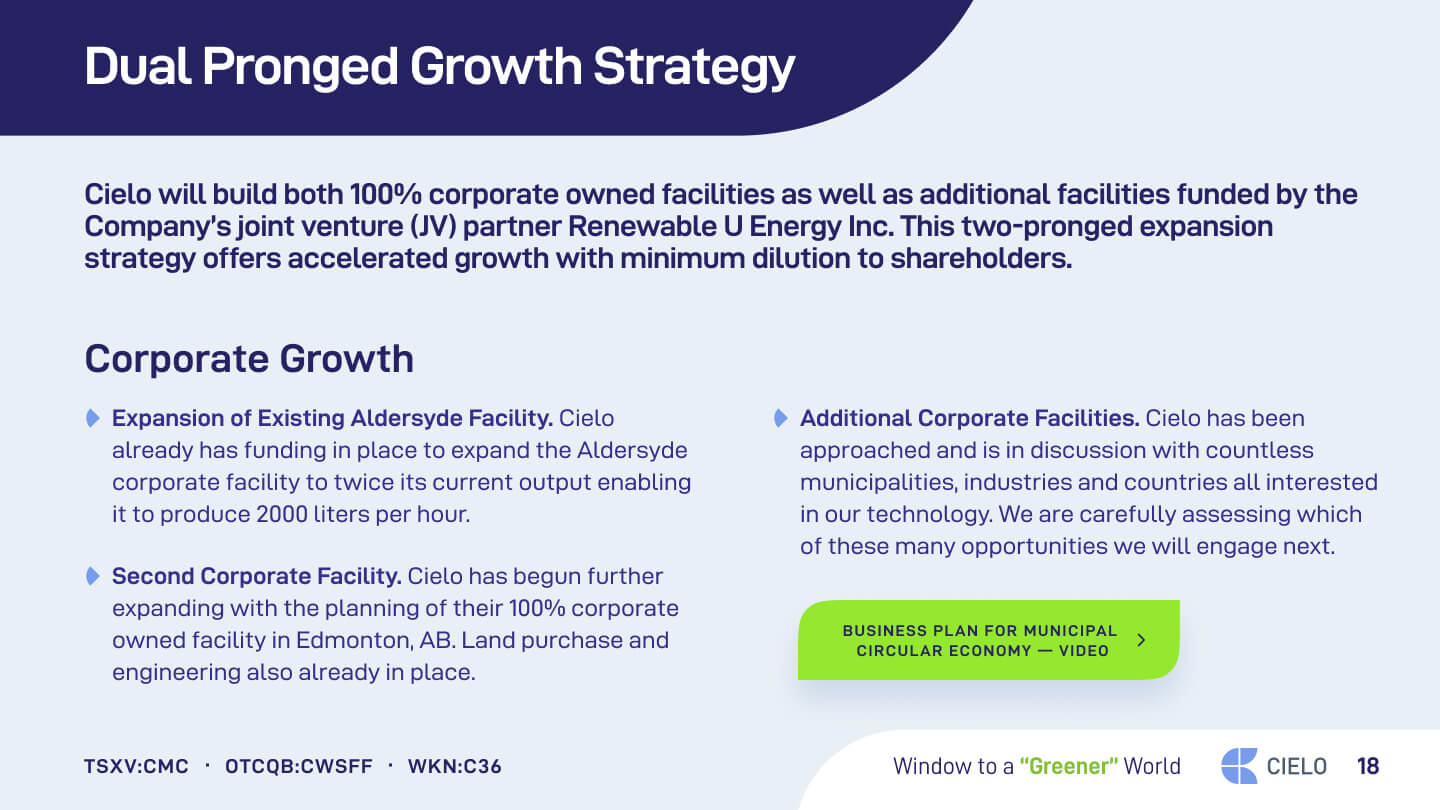 Dual Pronged Growth Strategy
Cielo will build both 100% corporate owned facilities as well as additional facilities funded by the
Company’s joint venture (JV) partner Renewable U Energy Inc. This two-pronged expansion
strategy offers accelerated growth with minimum dilution to shareholders.
Corporate Growth
Expansion of Existing Aldersyde Facility. Cielo
already has funding in place to expand the Aldersyde
corporate facility to twice its current output enabling
it to produce 2000 liters per hour.
Second Corporate Facility. Cielo has begun further
expanding with the planning of their 100% corporate
owned facility in Edmonton, AB. Land purchase and
engineering also already in place.
Additional Corporate Facilities. Cielo has been
approached and is in discussion with countless
municipalities, industries and countries all interested
in our technology. We are carefully assessing which
of these many opportunities we will engage next.
BUSINESS PLAN FOR MUNICIPAL
CIRCULAR ECONOMY — VIDEO
TSXV:CMC · OTCQB:CWSFF · WKN:C36
Window to a “Greener” World
CIELO
18